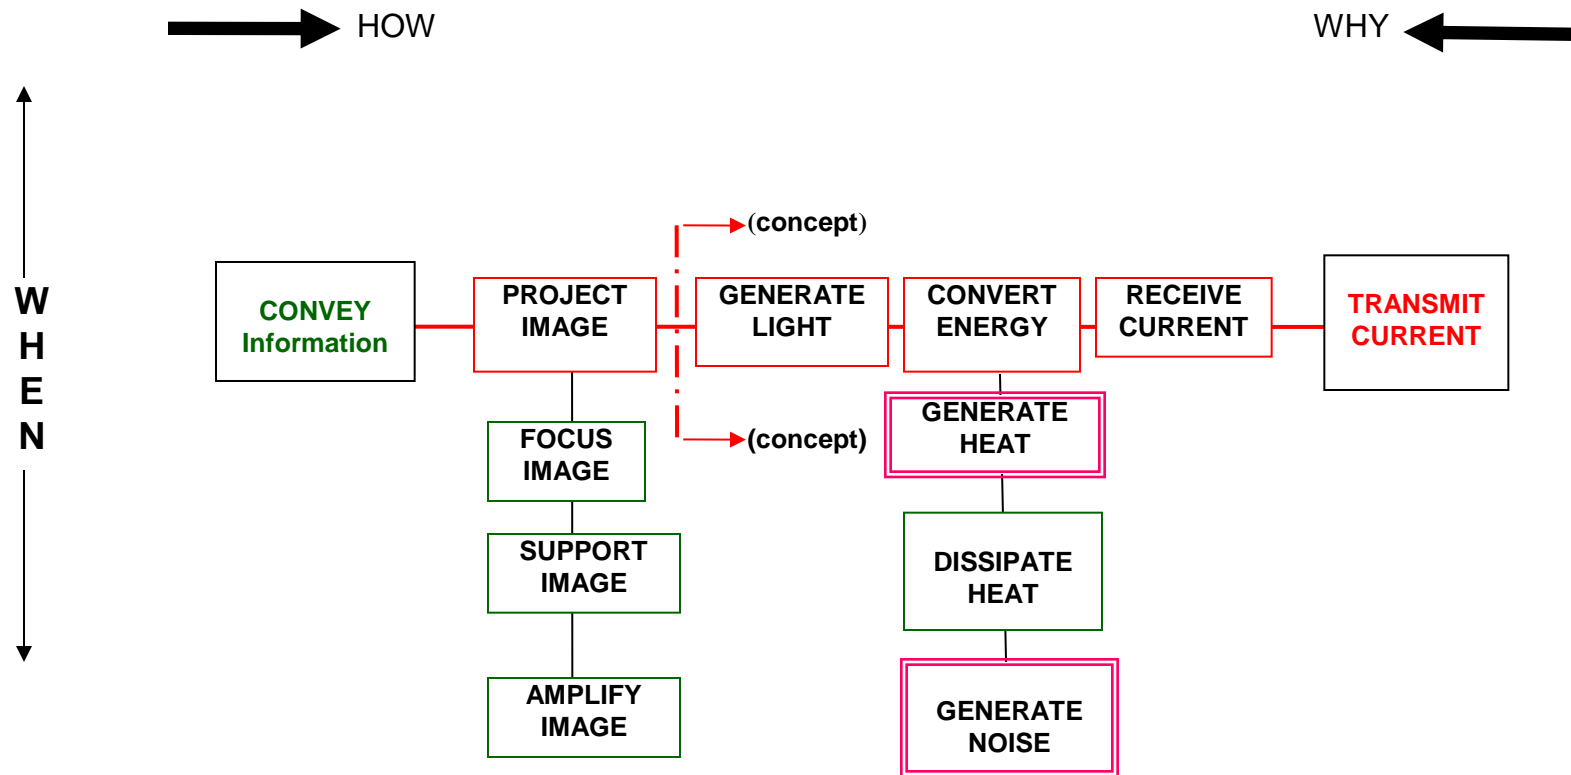 HOW
WHY
W
H
E
N
(concept)
CONVEY
Information
PROJECT
IMAGE
GENERATE
LIGHT
CONVERT
ENERGY
RECEIVE
CURRENT
TRANSMIT
CURRENT
(concept)
FOCUS
IMAGE
GENERATE
HEAT
SUPPORT
IMAGE
DISSIPATE
HEAT
AMPLIFY
IMAGE
GENERATE
NOISE